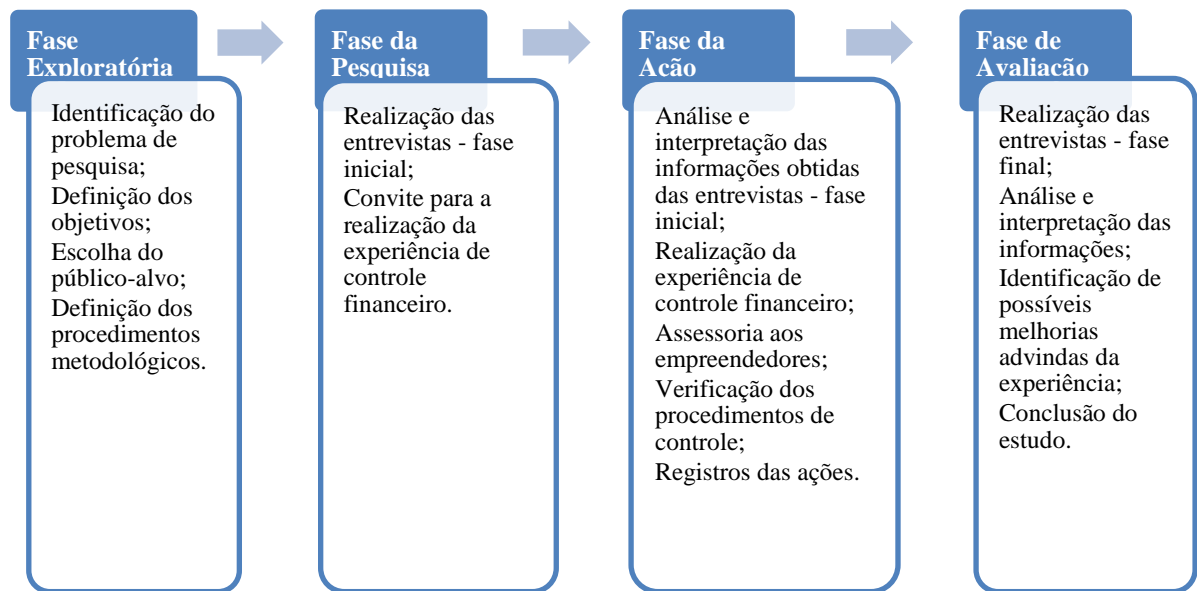 Fase
Exploratória
Identificação do
problema de
pesquisa;
Definição dos
objetivos;
Escolha do
público-alvo;
Definição dos
procedimentos
metodológicos.
Fase da
Pesquisa
Realização das
entrevistas - fase
inicial;
Convite para a
realização da
experiência de
controle
financeiro.
Fase da
Ação
Análise e
interpretação das
informações obtidas
das entrevistas - fase
inicial;
Realização da
experiência de
controle financeiro;
Assessoria aos
empreendedores;
Verificação dos
procedimentos de
controle;
Registros das ações.
Fase de
Avaliação
Realização das
entrevistas - fase
final;
Análise e
interpretação das
informações;
Identificação de
possíveis
melhorias
advindas da
experiência;
Conclusão do
estudo.